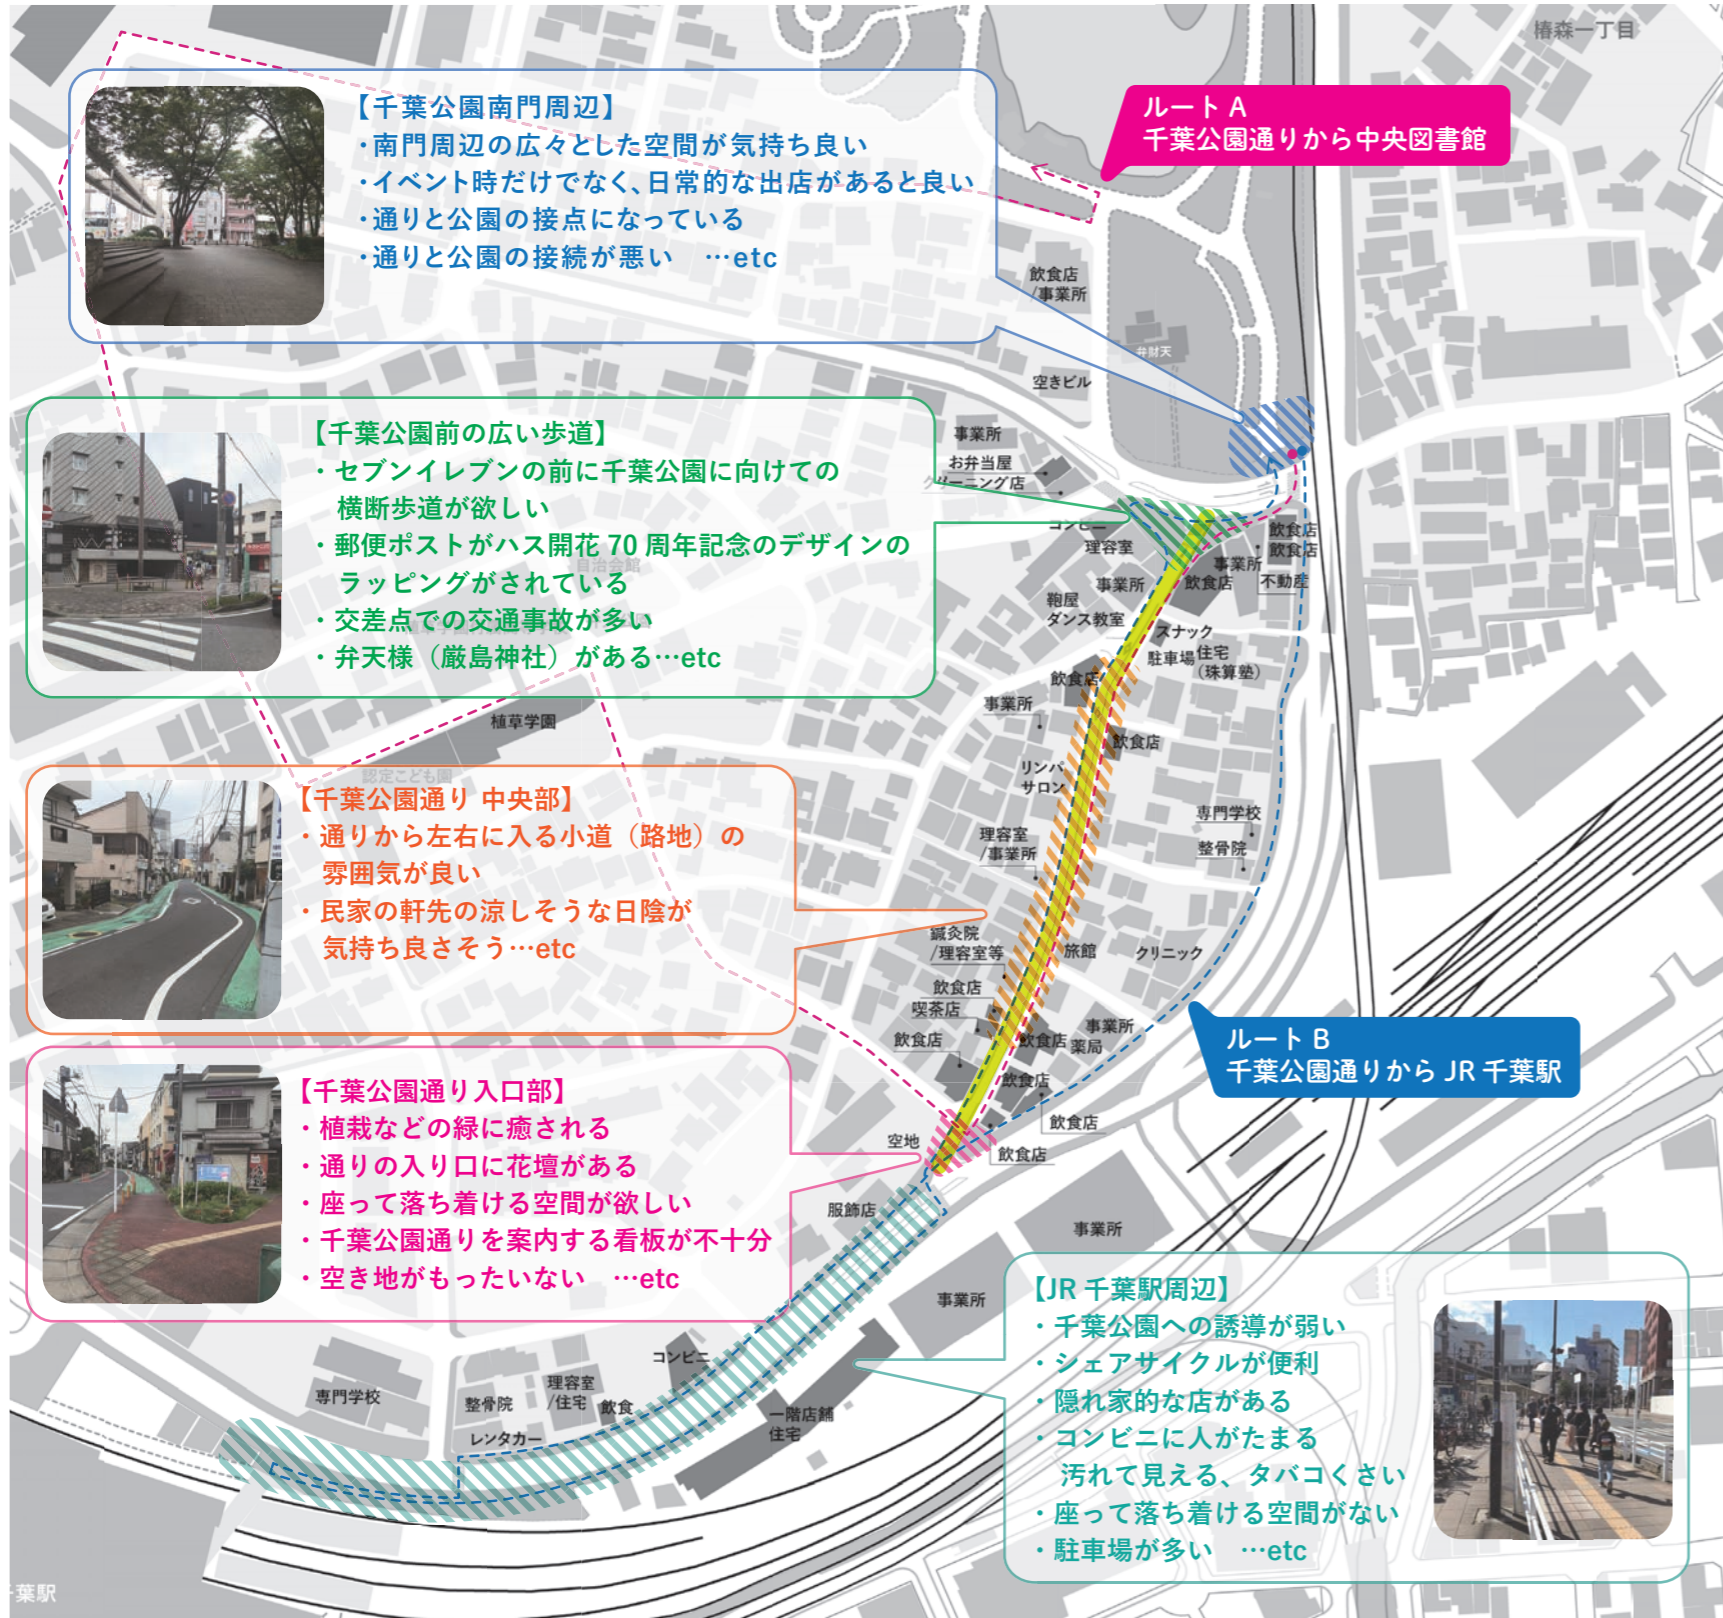 椿森一丁目
ルート A
千葉公園通りから中央図書館
【千葉公園南門周辺】
・南門周辺の広々とした空間が気持ち良い
・イベント時だけでなく、日常的な出店があると良い
・通りと公園の接点になっている
・通りと公園の接続が悪い …etc
飲食店
/事業所
弁財天
空きビル
【千葉公園前の広い歩道】
・セブンイレブンの前に千葉公園に向けての
横断歩道が欲しい
・郵便ポストがハス開花 70 周年記念のデザインの
ラッピングがされている
・交差点での交通事故が多い
・弁天様（厳島神社）がある…etc
自治会館
事業所
お弁当屋
クリーニング店
コンビニ
理容室
事業所
鞄屋
ダンス教室
飲食店
飲食店
事業所
飲食店
不動産
スナック
駐車場
住宅
（珠算塾）
飲食店
事業所
飲食店
リンパ
サロン
理容室
/事業所
専門学校
整骨院
植草学園
認定こども園
【千葉公園通り 中央部】
・通りから左右に入る小道（路地）の
雰囲気が良い
・民家の軒先の涼しそうな日陰が
気持ち良さそう…etc
鍼灸院
/理容室等
旅館
クリニック
飲食店
喫茶店
飲食店
飲食店
事業所
薬局
飲食店
飲食店
飲食店
空地
服飾店
ルート B
千葉公園通りから JR 千葉駅
【千葉公園通り入口部】
・植栽などの緑に癒される
・通りの入り口に花壇がある
・座って落ち着ける空間が欲しい
・千葉公園通りを案内する看板が不十分
・空き地がもったいない …etc
事業所
事業所
コンビニ
専門学校
整骨院
理容室
/住宅
飲食
レンタカー
一階店舗
住宅
【JR 千葉駅周辺】
・千葉公園への誘導が弱い
・シェアサイクルが便利
・隠れ家的な店がある
・コンビニに人がたまる
汚れて見える、タバコくさい
・座って落ち着ける空間がない
・駐車場が多い …etc
葉駅